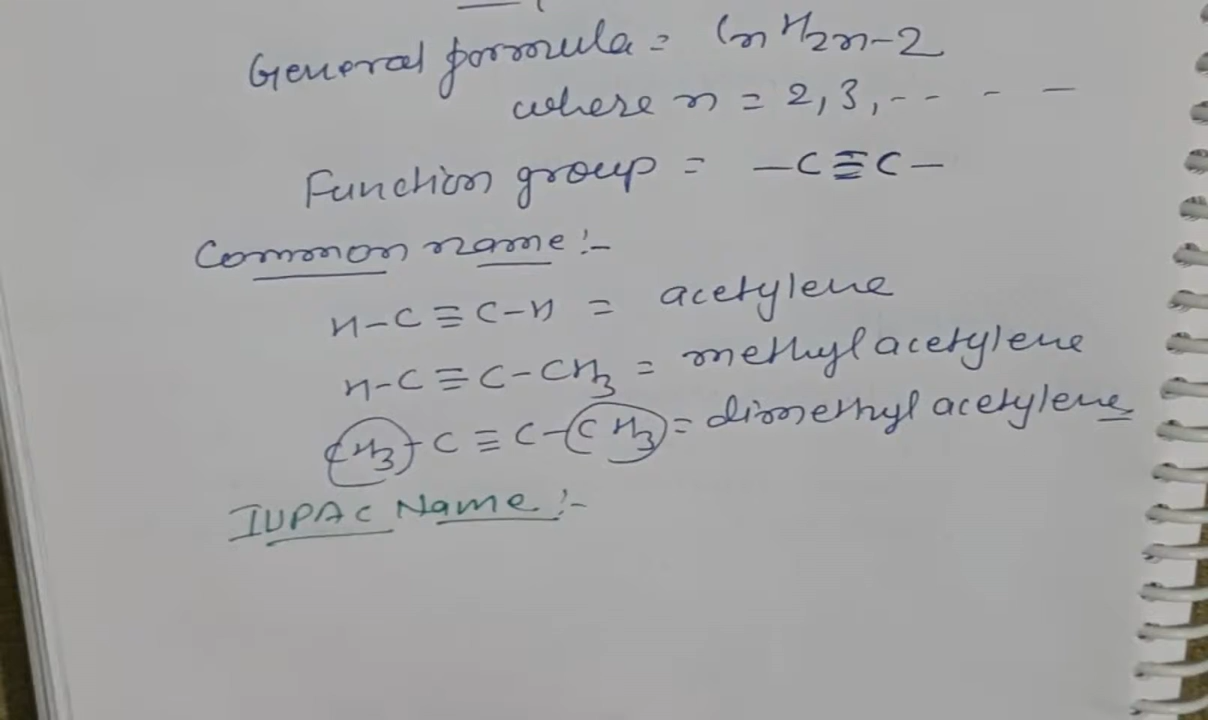 General formula = CnH2n-2
where n = 2, 3, -- - -
Function group = -C≡C-
Common name :-
H-C≡C-H = acetylene
H-C≡C-CH3 = methyl acetylene
CH3-C≡C-CH3 = dimethyl acetylene
IUPAC Name :-